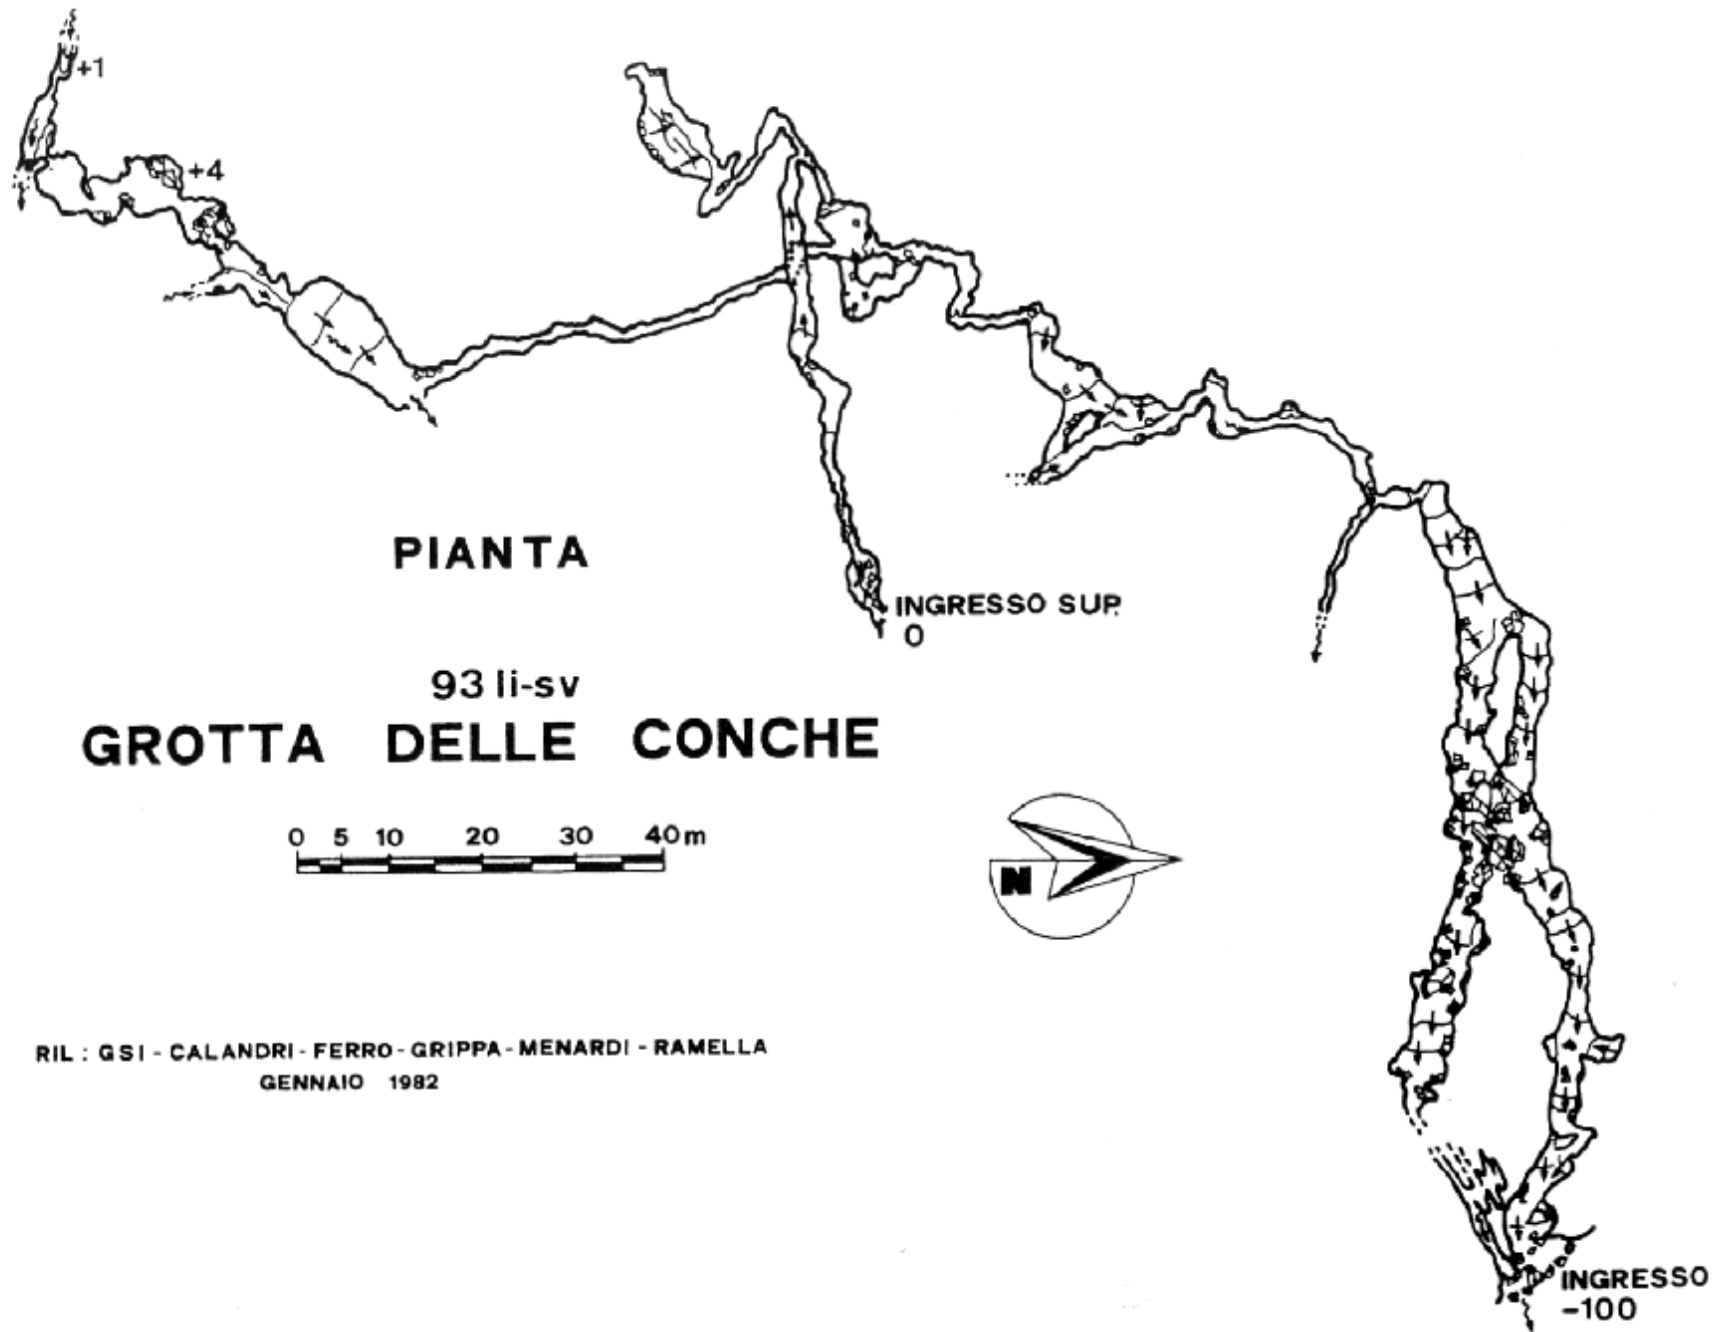 +1
+4
PIANTA
INGRESSO SUP.
0
93 li-sv
GROTTA DELLE CONCHE
0 5 10 20 30 40 m
N
RIL : GSI - CALANDRI - FERRO - GRIPPA - MENARDI - RAMELLA
GENNAIO 1982
INGRESSO
-100